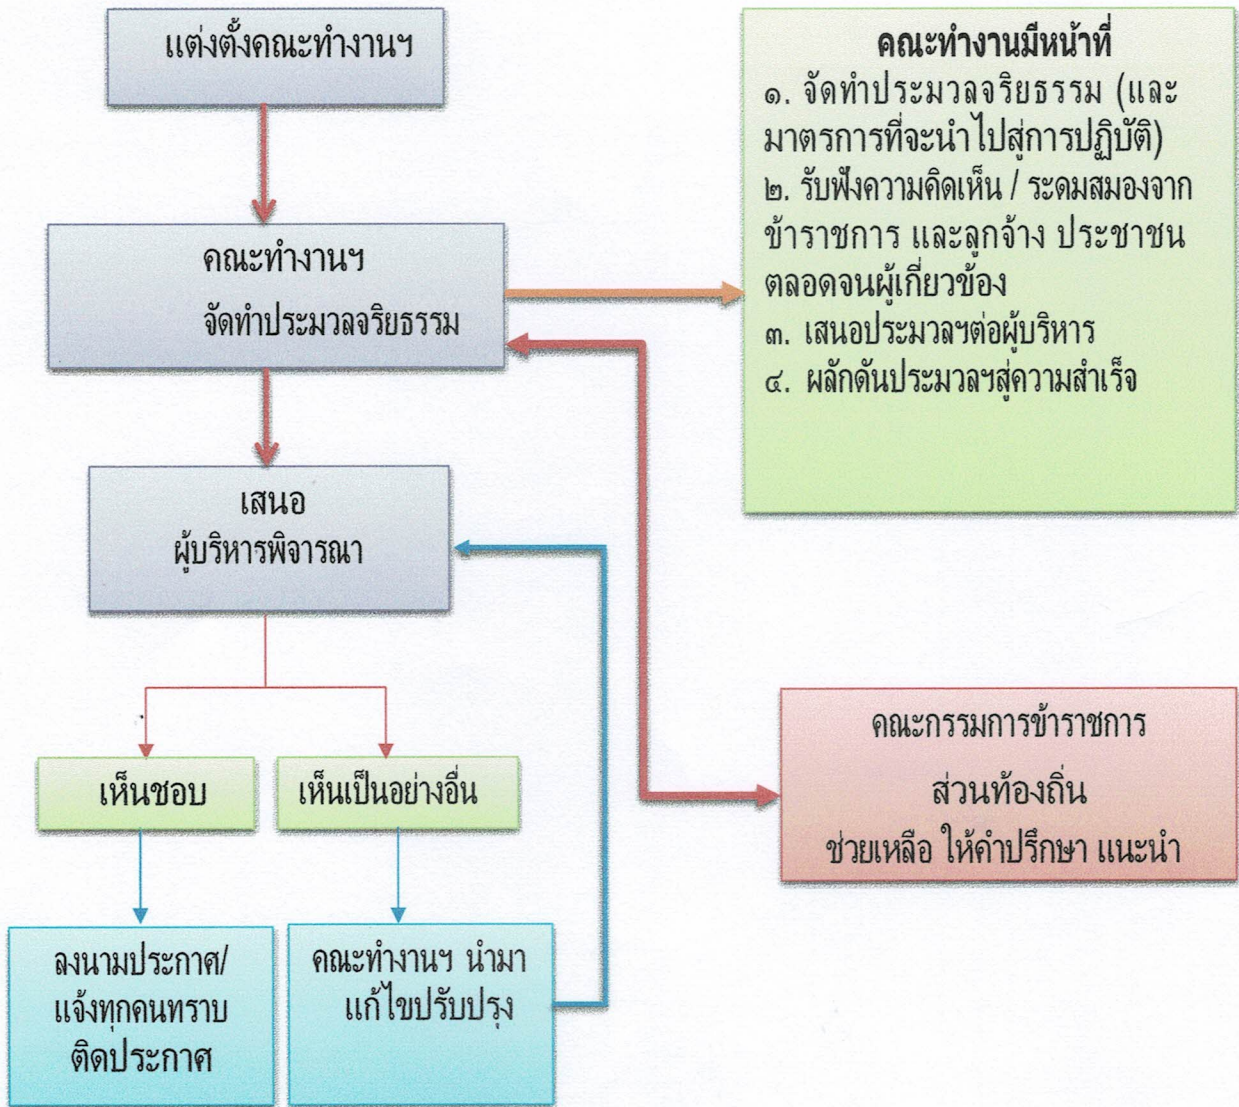 แต่งตั้งคณะทำงานฯ
คณะทำงานมีหน้าที่
๑. จัดทำประมวลจริยธรรม (และ
มาตรการที่จะนำไปสู่การปฏิบัติ)
๒. รับฟังความคิดเห็น / ระดมสมองจาก
ข้าราชการ และลูกจ้าง ประชาชน
ตลอดจนผู้เกี่ยวข้อง
๓. เสนอประมวลฯต่อผู้บริหาร
๔. ผลักดันประมวลฯสู่ความสำเร็จ
คณะทำงานฯ
จัดทำประมวลจริยธรรม
เสนอ
ผู้บริหารพิจารณา
คณะกรรมการข้าราชการ
ส่วนท้องถิ่น
ช่วยเหลือ ให้คำปรึกษา แนะนำ
เห็นชอบ
เห็นเป็นอย่างอื่น
ลงนามประกาศ/
แจ้งทุกคนทราบ
ติดประกาศ
คณะทำงานฯ นำมา
แก้ไขปรับปรุง